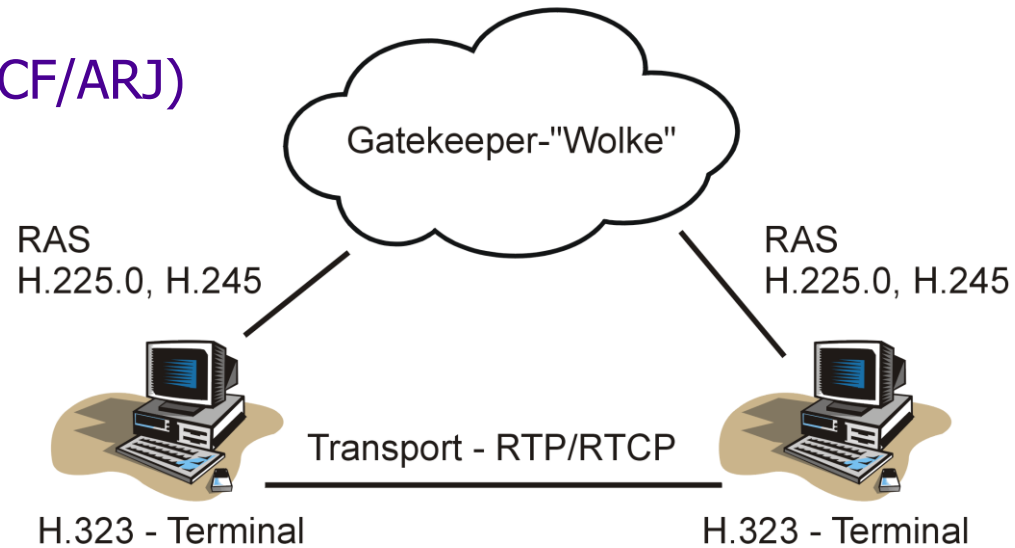 CF/ARJ)
Gatekeeper-"Wolke"
RAS
H.225.0, H.245
RAS
H.225.0, H.245
Transport - RTP/RTCP
H.323 - Terminal
H.323 - Terminal